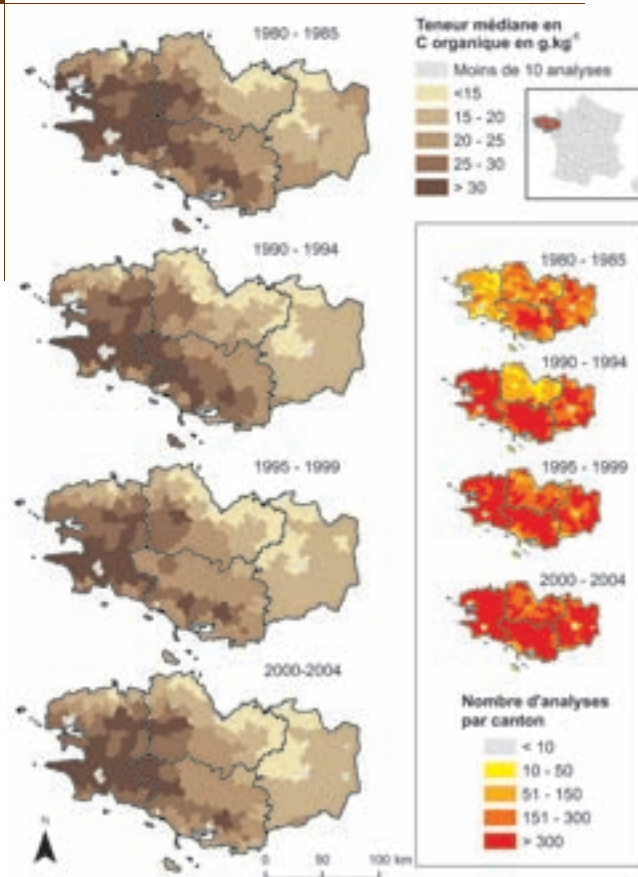 1980 - 1985
1990 - 1994
1995 - 1999
2000-2004
N
0 50 100 km
Teneur médiane en
C organique en g.kg⁻¹
Moins de 10 analyses
<15
15 - 20
20 - 25
25 - 30
> 30
1980 - 1985
1990 - 1994
1995 - 1999
2000 - 2004
Nombre d'analyses
par canton
< 10
10 - 50
51 - 150
151 - 300
> 300